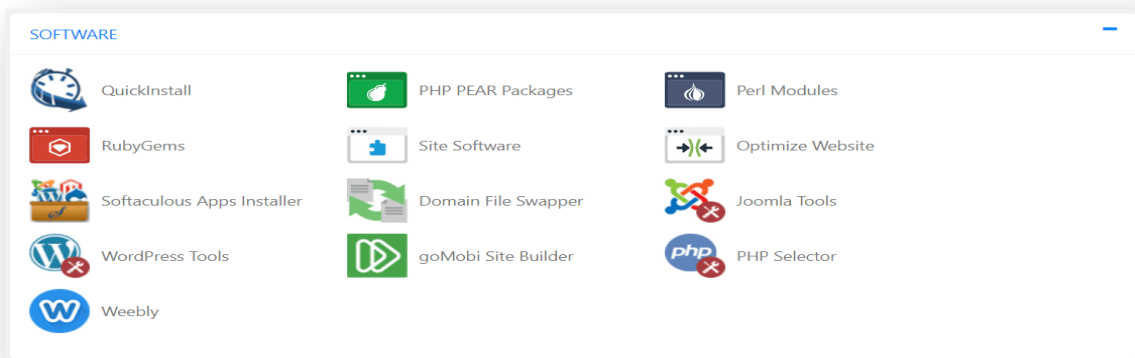 SOFTWARE
QuickInstall
PHP PEAR Packages
Perl Modules
RubyGems
Site Software
Optimize Website
Softaculous Apps Installer
Domain File Swapper
Joomla Tools
WordPress Tools
goMobi Site Builder
php
PHP Selector
Weebly